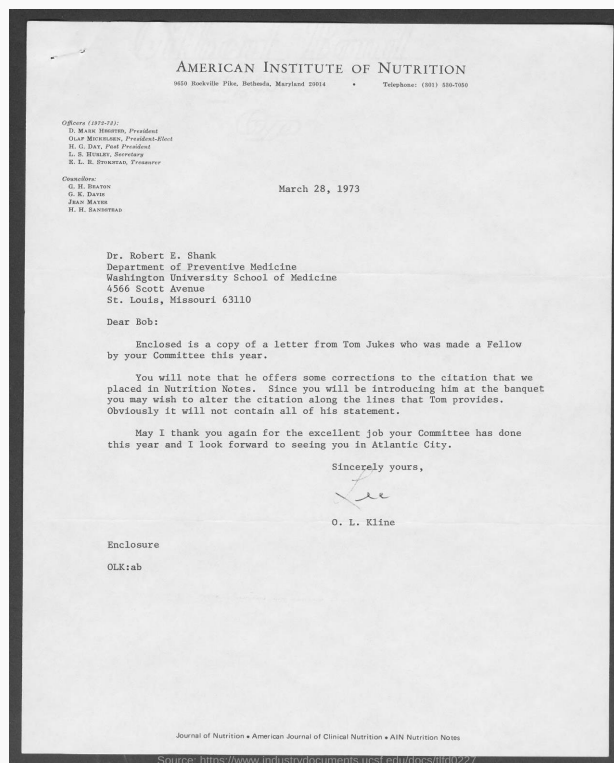 AMERICAN INSTITUTE OF NUTRITION
9650 Rockville Pike, Bethesda, Maryland 20014 • Telephone: (301) 530-7050
Officers (1972-73):
D. MARK HEGSTED, President
OLAF MICKELSEN, President-Elect
H. G. DAY, Past President
L. S. HURLEY, Secretary
E. L. R. STOKSTAD, Treasurer
Councilors:
G. H. BEATON
G. K. DAVIS
JEAN MAYER
H. H. SANDSTEAD
March 28, 1973
Dr. Robert E. Shank
Department of Preventive Medicine
Washington University School of Medicine
4566 Scott Avenue
St. Louis, Missouri 63110
Dear Bob:
Enclosed is a copy of a letter from Tom Jukes who was made a Fellow
by your Committee this year.
You will note that he offers some corrections to the citation that we
placed in Nutrition Notes. Since you will be introducing him at the banquet
you may wish to alter the citation along the lines that Tom provides.
Obviously it will not contain all of his statement.
May I thank you again for the excellent job your Committee has done
this year and I look forward to seeing you in Atlantic City.
Sincerely yours,
Lee
O. L. Kline
Enclosure
OLK:ab
Journal of Nutrition • American Journal of Clinical Nutrition • AIN Nutrition Notes
Source: https://www.industrydocuments.ucsf.edu/docs/tlfd0227